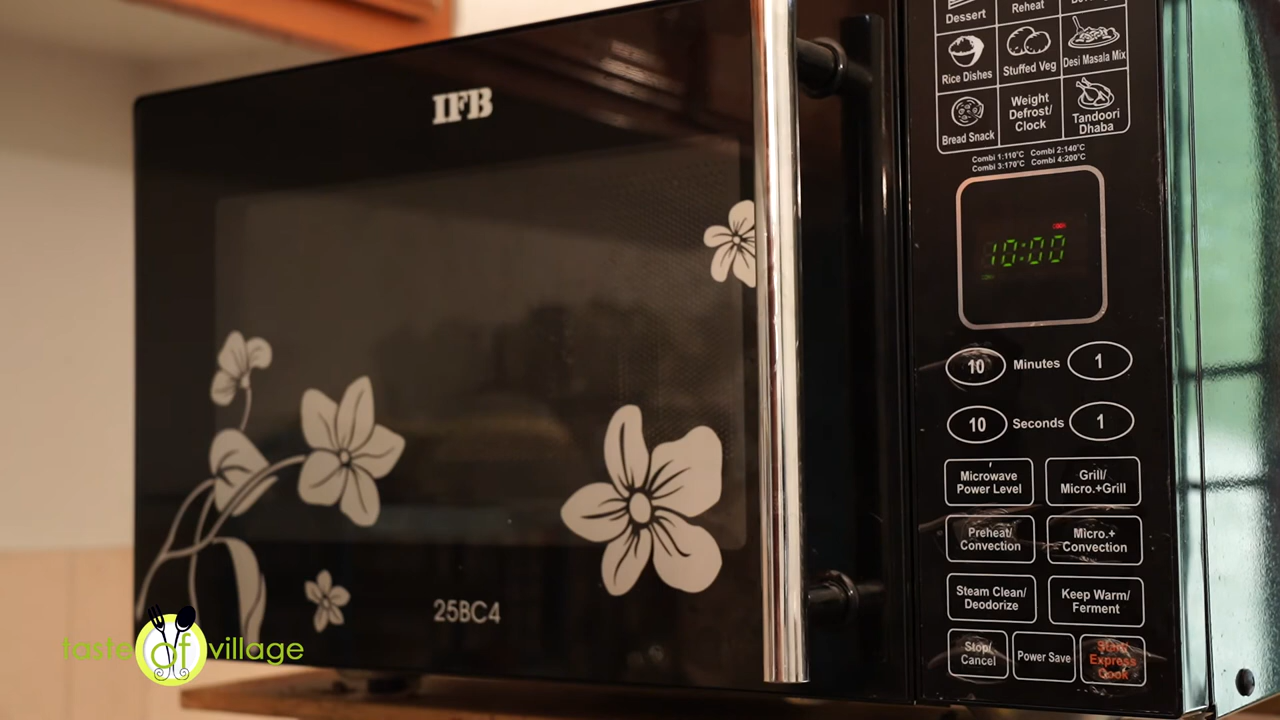 IFB
25BC4
taste of village
Dessert
Reheat
Rice Dishes
Stuffed Veg
Desi Masala Mix
Bread Snack
Weight
Defrost/
Clock
Tandoori
Dhaba
Combi 1:110°C Combi 2:140°C
Combi 3:170°C Combi 4:200°C
10:00
10 Minutes 1
10 Seconds 1
Microwave
Power Level
Grill/
Micro.+Grill
Preheat/
Convection
Micro.+
Convection
Steam Clean/
Deodorize
Keep Warm/
Ferment
Stop/
Cancel
Power Save
Start/
Express
Cook